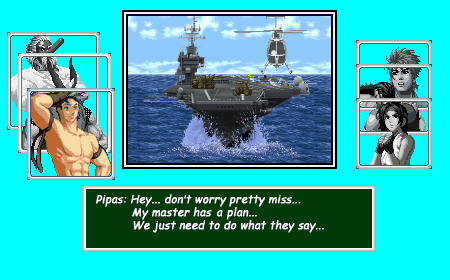 Pipas: Hey... don't worry pretty miss...
My master has a plan...
We just need to do what they say...